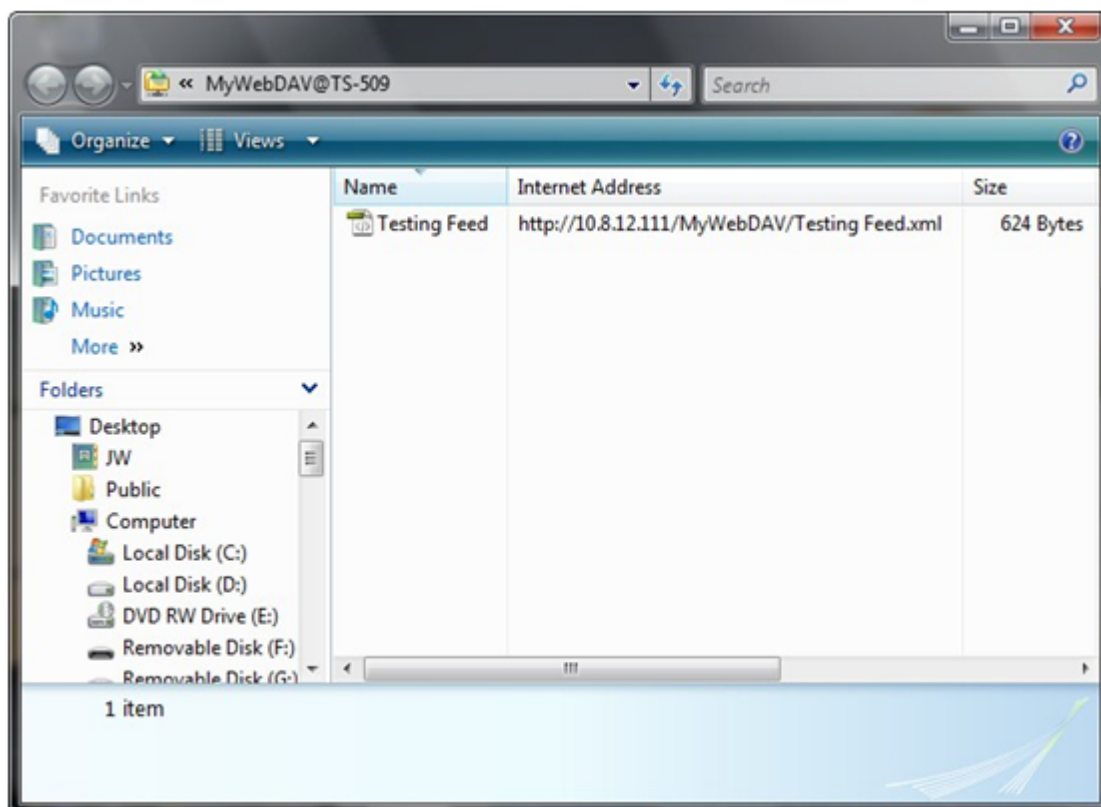 « MyWebDAV@TS-509
Search
Organize
Views
Favorite Links
Documents
Pictures
Music
More »
Folders
Desktop
JW
Public
Computer
Local Disk (C:)
Local Disk (D:)
DVD RW Drive (E:)
Removable Disk (F:)
Removable Disk (G:)
Name Internet Address Size
Testing Feed http://10.8.12.111/MyWebDAV/Testing Feed.xml 624 Bytes
1 item